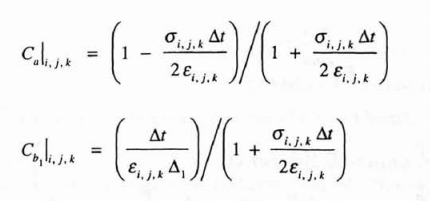 C_a|_{i,j,k} = (1 - σ_{i,j,k} Δt / 2ε_{i,j,k}) / (1 + σ_{i,j,k} Δt / 2ε_{i,j,k})
C_{b_1}|_{i,j,k} = (Δt / ε_{i,j,k} Δ_1) / (1 + σ_{i,j,k} Δt / 2ε_{i,j,k})